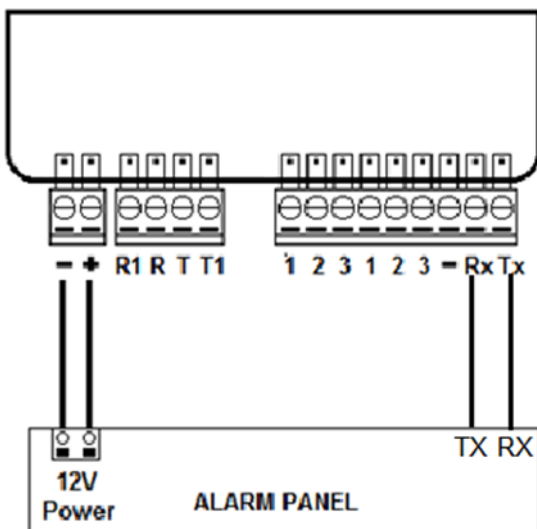 - + R1 R T T1 1 2 3 1 2 3 - Rx Tx
TX RX
12V
Power
ALARM PANEL